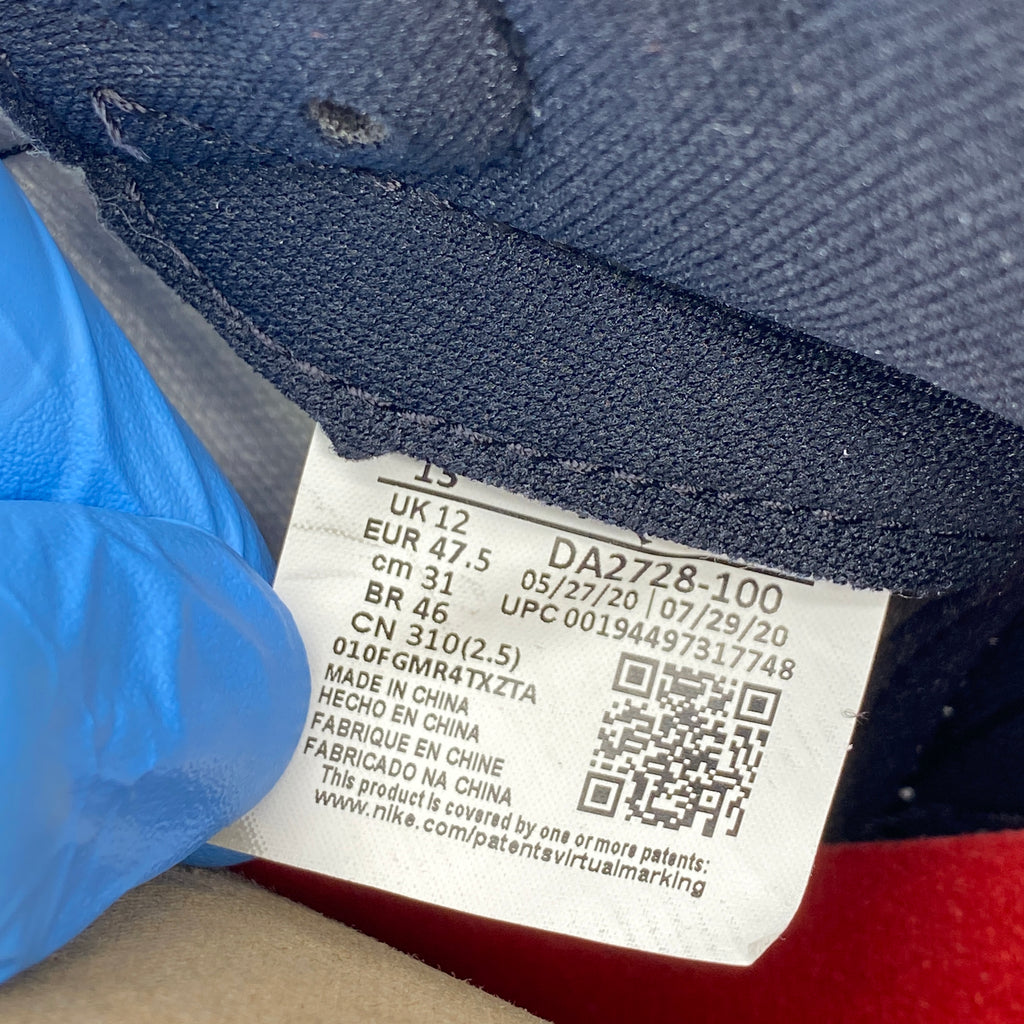 UK 12
EUR 47.5
cm 31
BR 46
CN 310(2.5)
010FGMR4TXZTA
MADE IN CHINA
HECHO EN CHINA
FABRIQUE EN CHINE
FABRICADO NA CHINA
This product is covered by one or more patents:
www.nike.com/patentsvirtualmarking
DA2728-100
05/27/20 | 07/29/20
UPC 00194497317748